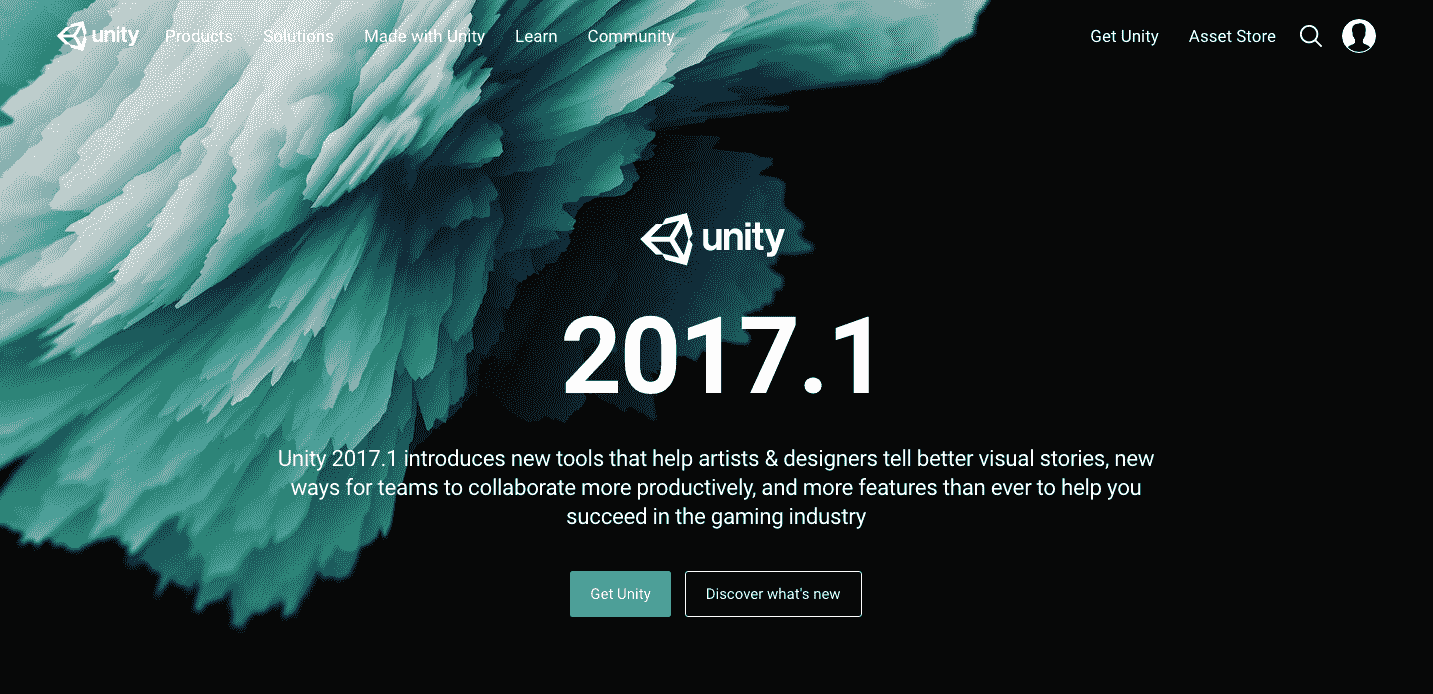 unity Products Solutions Made with Unity Learn Community Get Unity Asset Store
unity
2017.1
Unity 2017.1 introduces new tools that help artists & designers tell better visual stories, new
ways for teams to collaborate more productively, and more features than ever to help you
succeed in the gaming industry
Get Unity Discover what's new